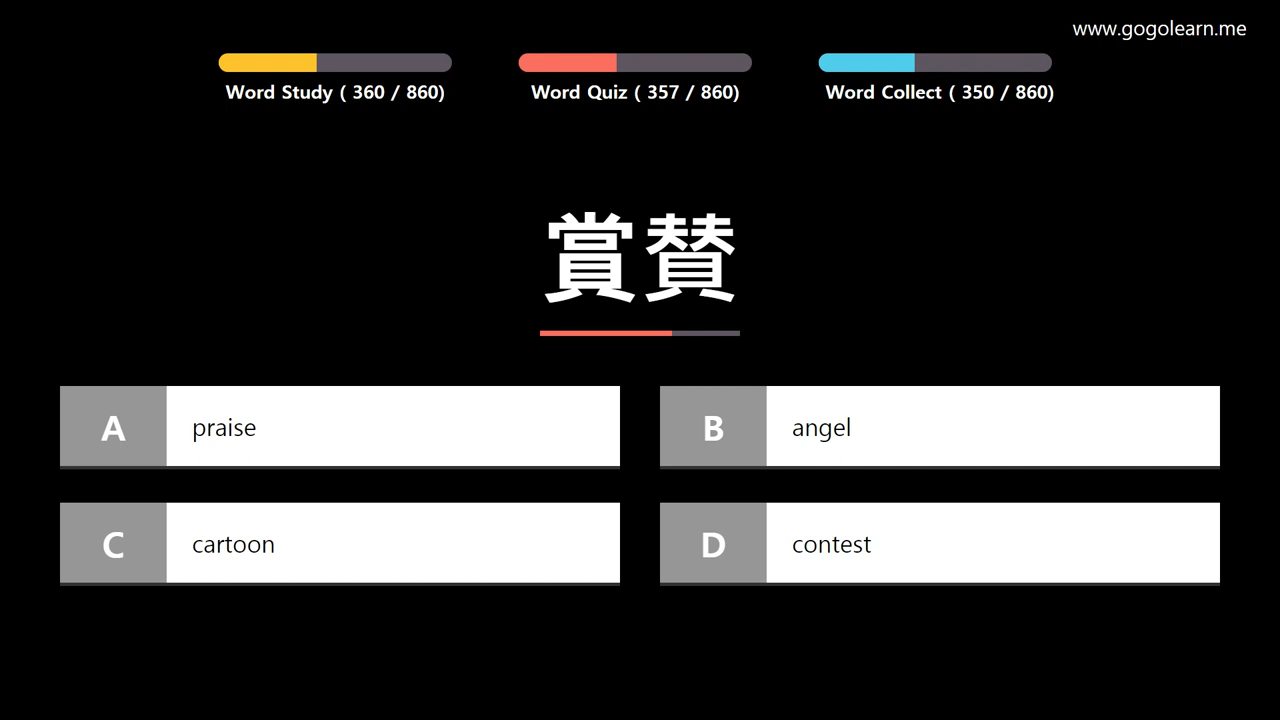 www.gogolearn.me
Word Study ( 360 / 860)
Word Quiz ( 357 / 860)
Word Collect ( 350 / 860)
賞賛
A praise
B angel
C cartoon
D contest